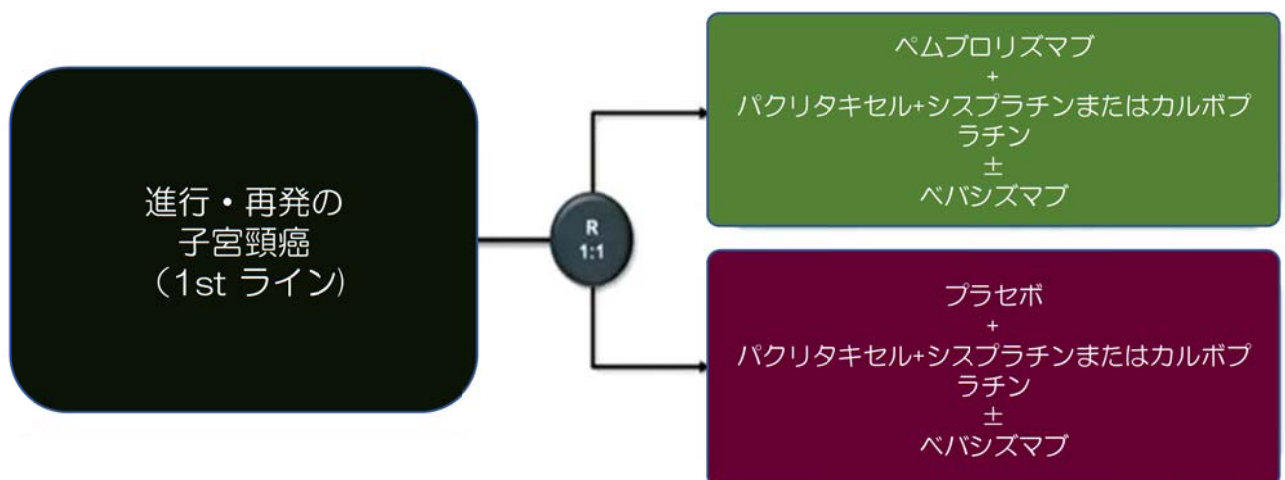 進行・再発の
子宮頸癌
（1st ライン)
R
1:1
ペムブロリズマブ
+
パクリタキセル+シスプラチンまたはカルボプ
ラチン
±
ベバシズマブ
プラセボ
+
パクリタキセル+シスプラチンまたはカルボプ
ラチン
±
ベバシズマブ